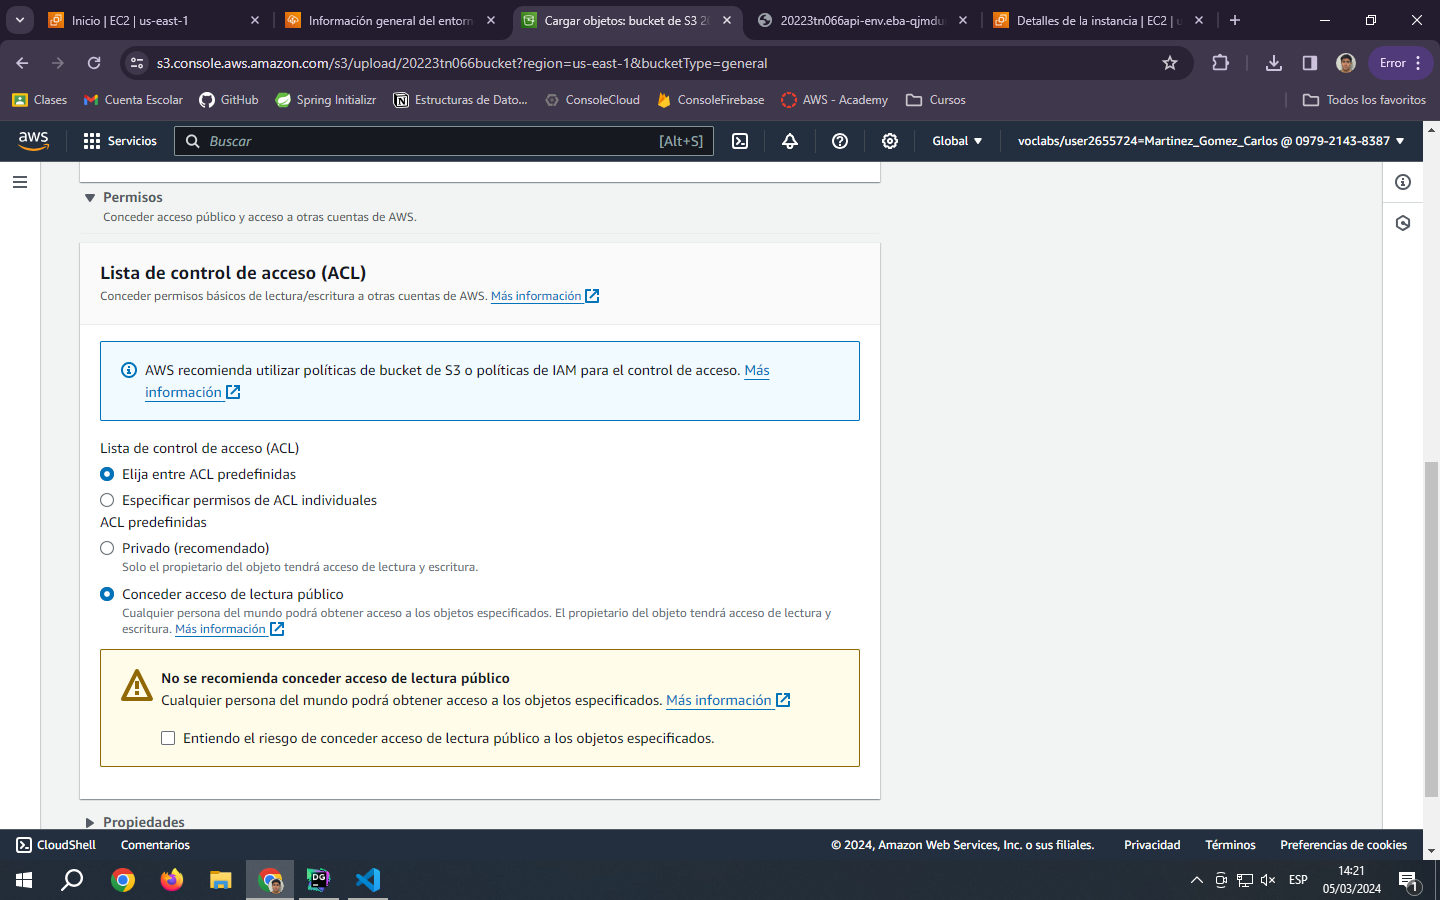 Inicio | EC2 | us-east-1
Información general del entorn
Cargar objetos: bucket de S3 20
20223tn066api-env.eba-qjmdu
Detalles de la instancia | EC2 | u
s3.console.aws.amazon.com/s3/upload/20223tn066bucket?region=us-east-1&bucketType=general
Error
Clases
Cuenta Escolar
GitHub
Spring Initializr
Estructuras de Dato...
ConsoleCloud
ConsoleFirebase
AWS - Academy
Cursos
Todos los favoritos
aws
Servicios
Buscar
[Alt+S]
Global
voclabs/user2655724=Martinez_Gomez_Carlos @ 0979-2143-8387
Permisos
Conceder acceso público y acceso a otras cuentas de AWS.
Lista de control de acceso (ACL)
Conceder permisos básicos de lectura/escritura a otras cuentas de AWS. Más información
AWS recomienda utilizar políticas de bucket de S3 o políticas de IAM para el control de acceso. Más
información
Lista de control de acceso (ACL)
Elija entre ACL predefinidas
Especificar permisos de ACL individuales
ACL predefinidas
Privado (recomendado)
Solo el propietario del objeto tendrá acceso de lectura y escritura.
Conceder acceso de lectura público
Cualquier persona del mundo podrá obtener acceso a los objetos especificados. El propietario del objeto tendrá acceso de lectura y
escritura. Más información
No se recomienda conceder acceso de lectura público
Cualquier persona del mundo podrá obtener acceso a los objetos especificados. Más información
Entiendo el riesgo de conceder acceso de lectura público a los objetos especificados.
Propiedades
CloudShell
Comentarios
© 2024, Amazon Web Services, Inc. o sus filiales.
Privacidad
Términos
Preferencias de cookies
DG
ESP
14:21
05/03/2024
1